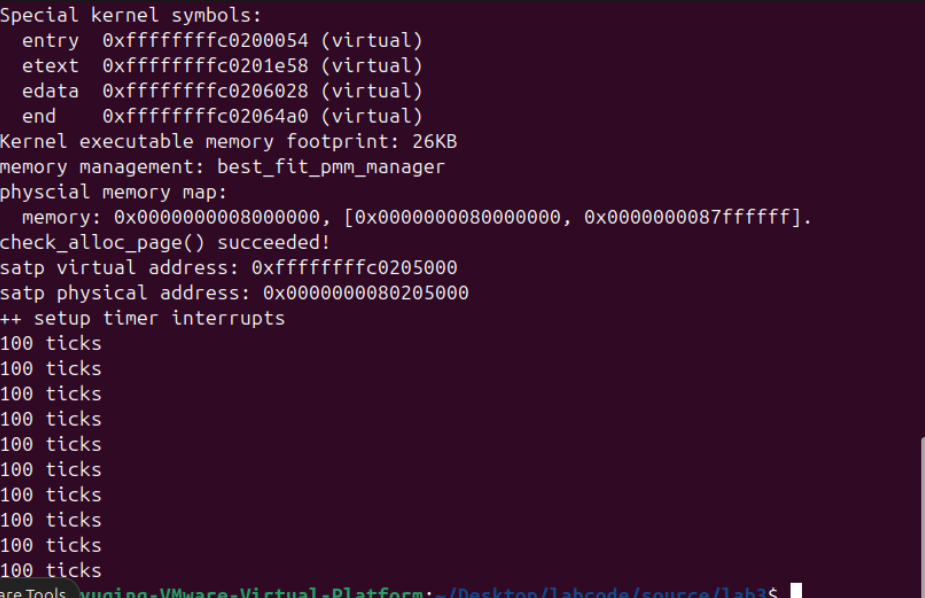 Special kernel symbols:
  entry  0xffffffffc0200054 (virtual)
  etext  0xffffffffc0201e58 (virtual)
  edata  0xffffffffc0206028 (virtual)
  end    0xffffffffc02064a0 (virtual)
Kernel executable memory footprint: 26KB
memory management: best_fit_pmm_manager
physcial memory map:
  memory: 0x0000000008000000, [0x0000000080000000, 0x0000000087ffffff].
check_alloc_page() succeeded!
satp virtual address: 0xffffffffc0205000
satp physical address: 0x0000000080205000
++ setup timer interrupts
100 ticks
100 ticks
100 ticks
100 ticks
100 ticks
100 ticks
100 ticks
100 ticks
100 ticks
100 ticks
are Tools yuqing-VMware-Virtual-Platform:~/Desktop/labcode/source/lab3$